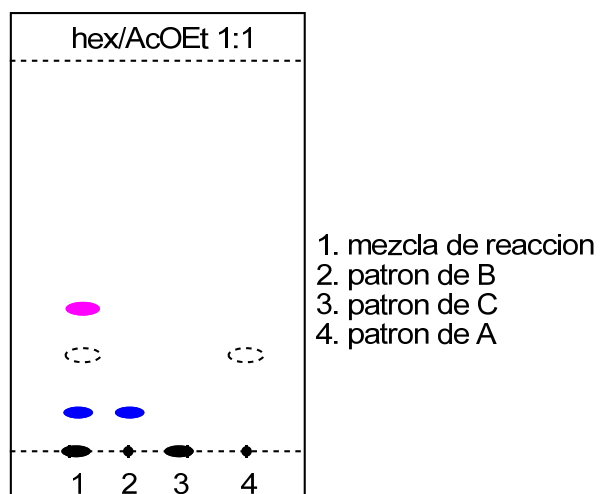 hex/AcOEt 1:1
1. mezcla de reaccion
2. patron de B
3. patron de C
4. patron de A
1 2 3 4